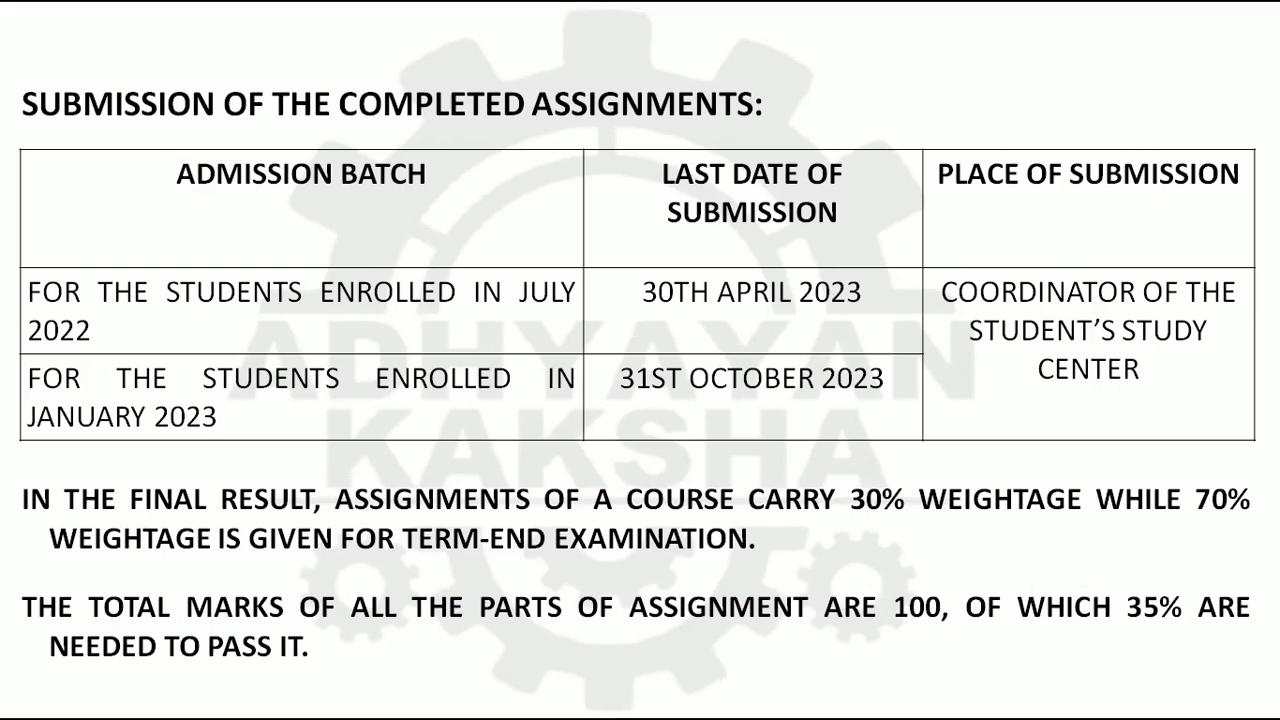 SUBMISSION OF THE COMPLETED ASSIGNMENTS:
ADMISSION BATCH
LAST DATE OF
SUBMISSION
PLACE OF SUBMISSION
FOR THE STUDENTS ENROLLED IN JULY
2022
30TH APRIL 2023
COORDINATOR OF THE
STUDENT’S STUDY
CENTER
FOR THE STUDENTS ENROLLED IN
JANUARY 2023
31ST OCTOBER 2023
ADHYAYAN
KAKSHA
IN THE FINAL RESULT, ASSIGNMENTS OF A COURSE CARRY 30% WEIGHTAGE WHILE 70%
WEIGHTAGE IS GIVEN FOR TERM-END EXAMINATION.
THE TOTAL MARKS OF ALL THE PARTS OF ASSIGNMENT ARE 100, OF WHICH 35% ARE
NEEDED TO PASS IT.